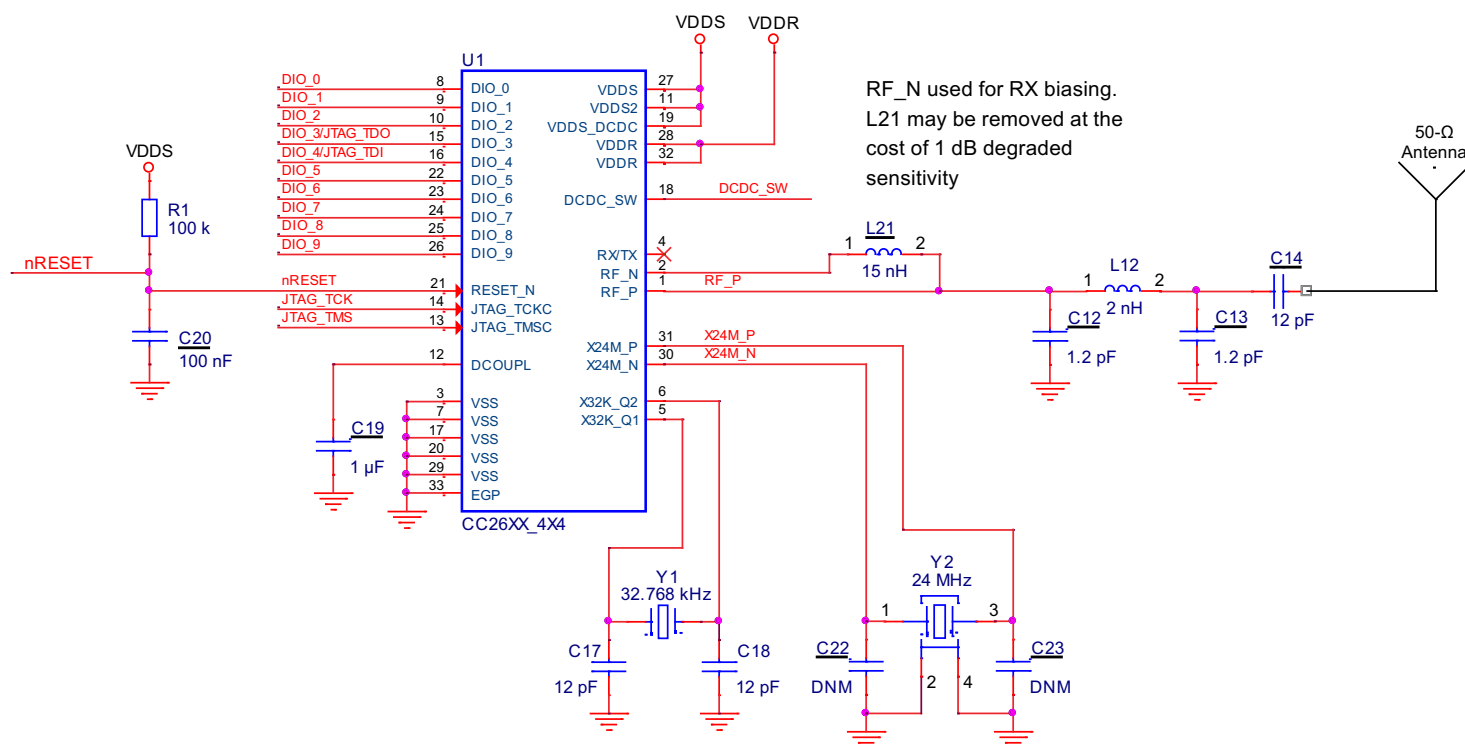 VDDS
VDDR
U1
DIO_0
8
DIO_0
DIO_1
9
DIO_1
DIO_2
10
DIO_2
DIO_3/JTAG_TDO
15
DIO_3
DIO_4/JTAG_TDI
16
DIO_4
DIO_5
22
DIO_5
DIO_6
23
DIO_6
DIO_7
24
DIO_7
DIO_8
25
DIO_8
DIO_9
26
DIO_9
VDDS
27
VDDS2
11
VDDS_DCDC
19
VDDR
28
VDDR
32
DCDC_SW
18
DCDC_SW
RX/TX
4
RF_N
2
RF_P
1
RF_P
RF_N used for RX biasing.
L21 may be removed at the
cost of 1 dB degraded
sensitivity
50-Ω
Antenna
VDDS
R1
100 k
nRESET
nRESET
21
RESET_N
JTAG_TCK
14
JTAG_TCKC
JTAG_TMS
13
JTAG_TMSC
C20
100 nF
12
DCOUPL
3
VSS
7
VSS
17
VSS
20
VSS
29
VSS
33
EGP
C19
1 µF
CC26XX_4X4
X24M_P
31
X24M_P
X24M_N
30
X24M_N
X32K_Q2
6
X32K_Q1
5
L21
1
2
15 nH
L12
1
2
2 nH
C14
12 pF
C12
1.2 pF
C13
1.2 pF
Y1
32.768 kHz
C17
12 pF
C18
12 pF
Y2
24 MHz
1
3
2
4
C22
DNM
C23
DNM